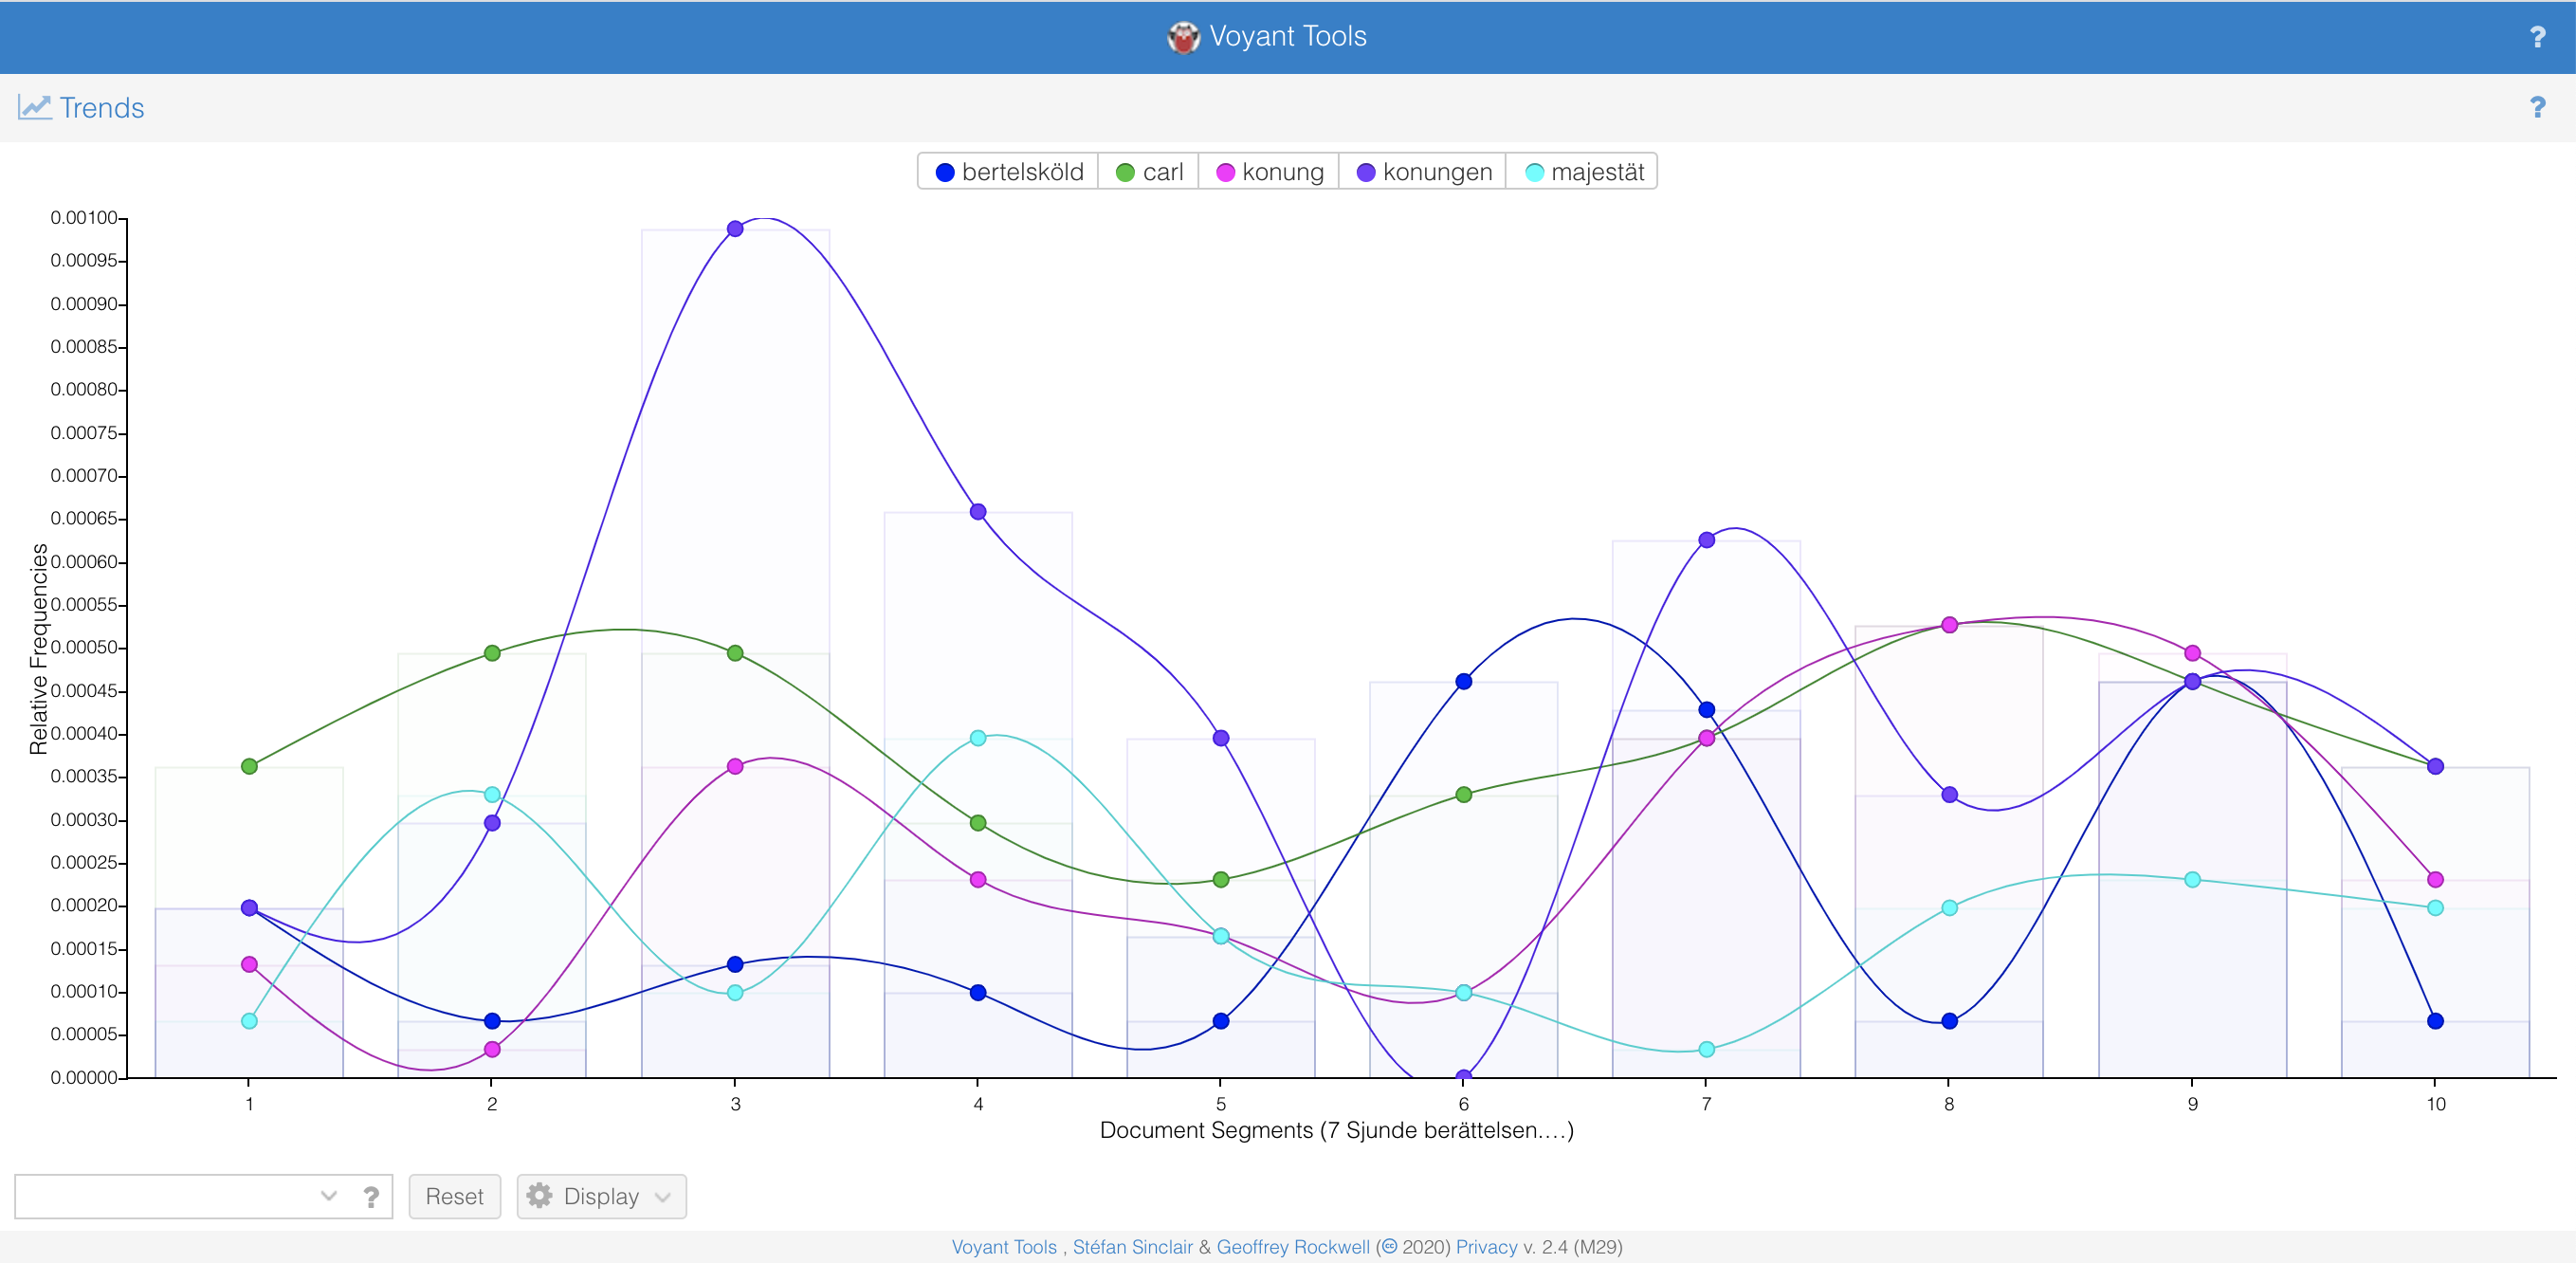 Voyant Tools ?
Trends ?
bertelsköld carl konung konungen majestät
Relative Frequencies
0.00100
0.00095
0.00090
0.00085
0.00080
0.00075
0.00070
0.00065
0.00060
0.00055
0.00050
0.00045
0.00040
0.00035
0.00030
0.00025
0.00020
0.00015
0.00010
0.00005
0.00000
1 2 3 4 5 6 7 8 9 10
Document Segments (7 Sjunde berättelsen....)
? Reset Display
Voyant Tools , Stéfan Sinclair & Geoffrey Rockwell (cc 2020) Privacy v. 2.4 (M29)